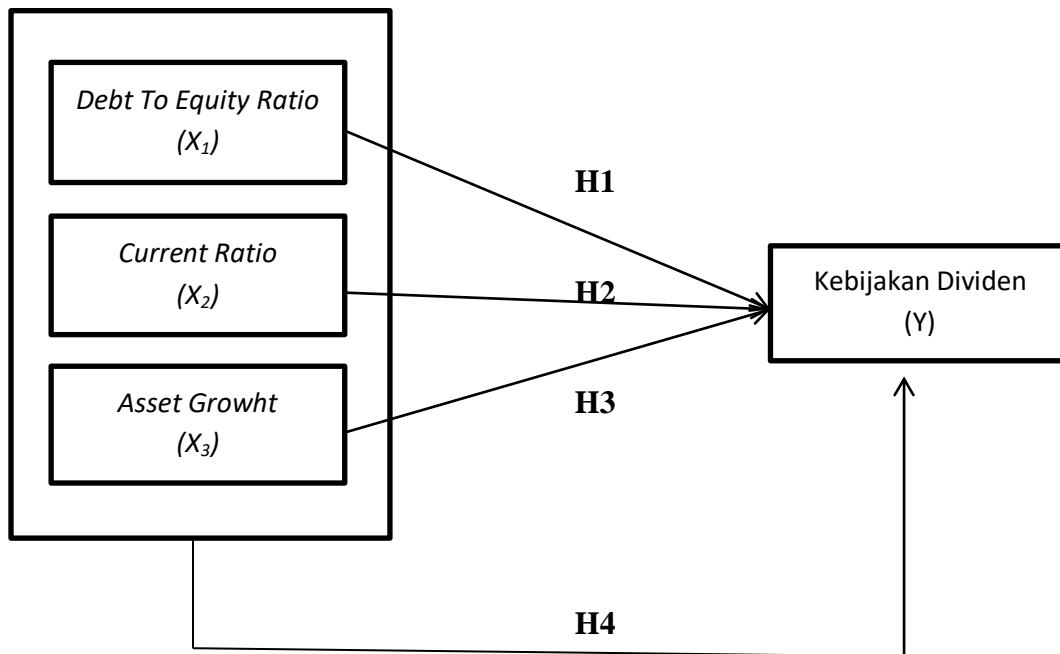 Debt To Equity Ratio
(X₁)
H1
Current Ratio
(X₂)
H2
Kebijakan Dividen
(Y)
Asset Growht
(X₃)
H3
H4